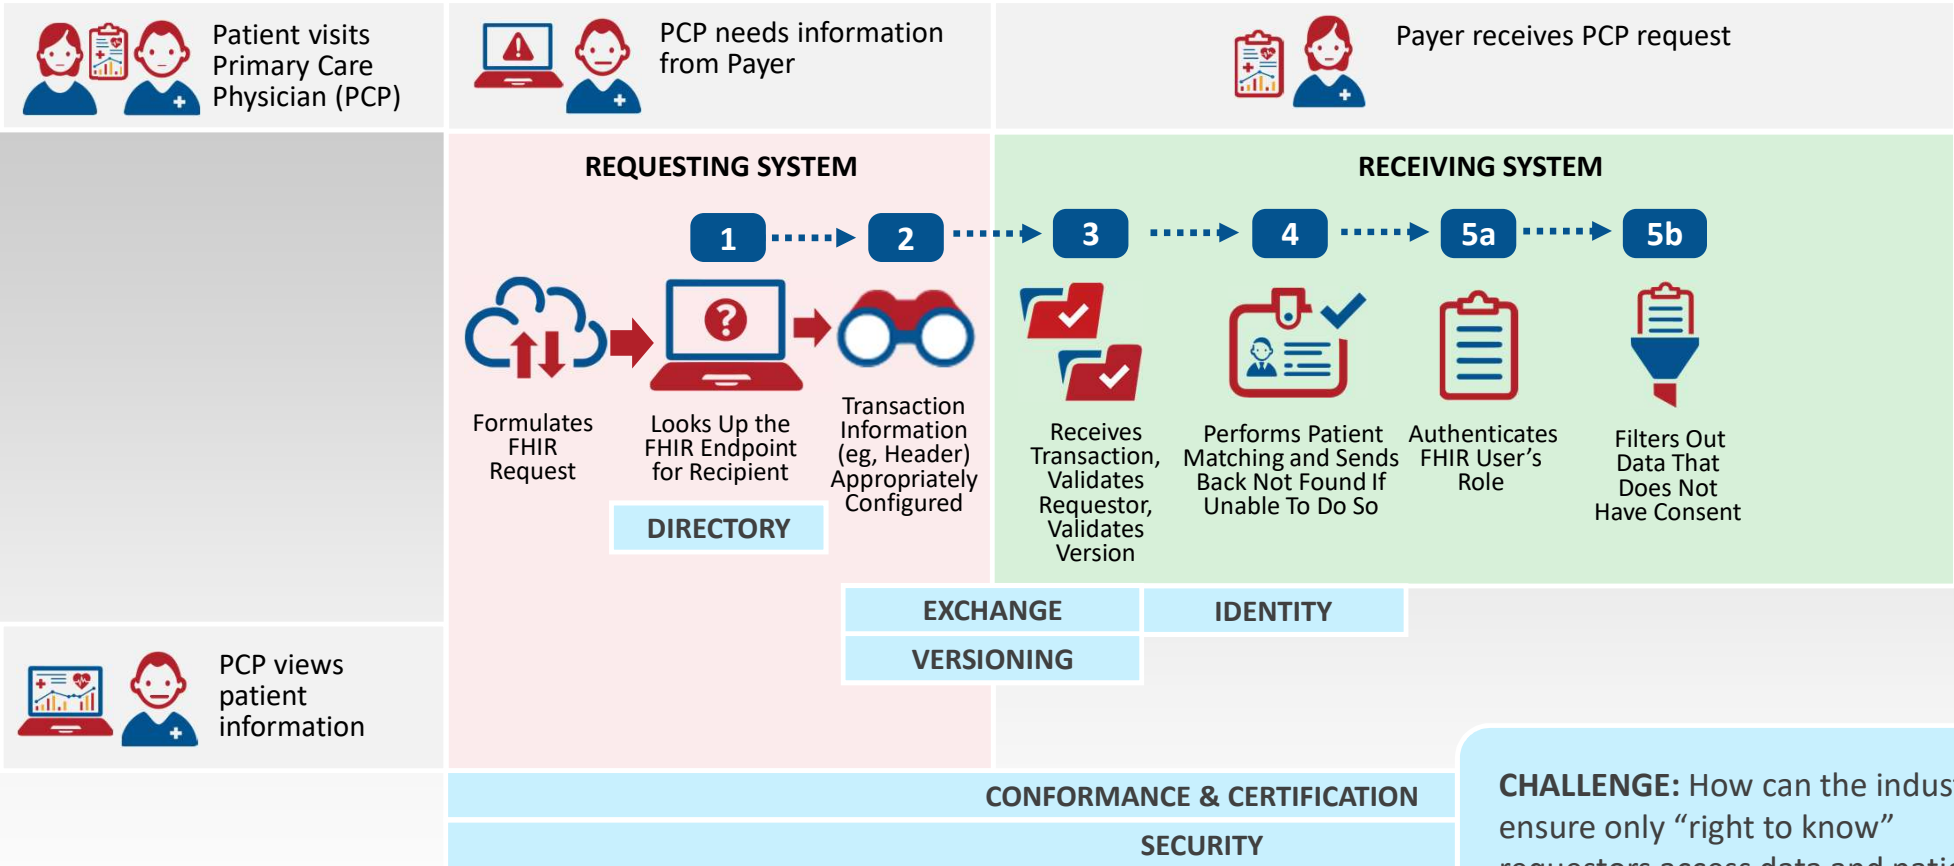 Patient visits
Primary Care
Physician (PCP)
PCP needs information
from Payer
Payer receives PCP request
REQUESTING SYSTEM
RECEIVING SYSTEM
1
2
3
4
5a
5b
?
Formulates
FHIR
Request
Looks Up the
FHIR Endpoint
for Recipient
Transaction
Information
(eg, Header)
Appropriately
Configured
Receives
Transaction,
Validates
Requestor,
Validates
Version
Performs Patient
Matching and Sends
Back Not Found If
Unable To Do So
Authenticates
FHIR User's
Role
Filters Out
Data That
Does Not
Have Consent
DIRECTORY
EXCHANGE
IDENTITY
VERSIONING
PCP views
patient
information
CONFORMANCE & CERTIFICATION
SECURITY
CHALLENGE: How can the
ensure only “right to know”
requestors access data and